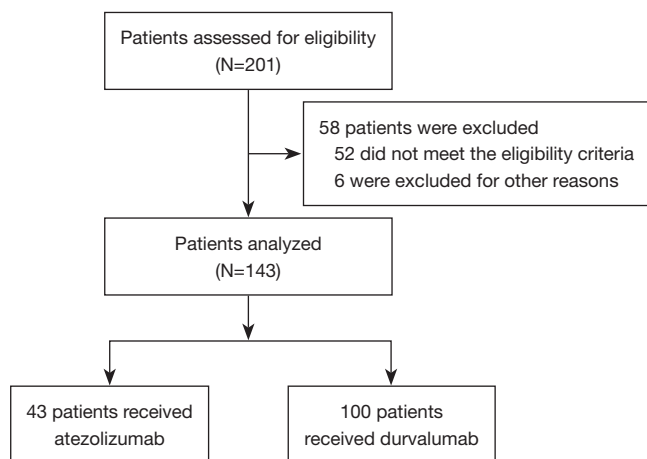 Patients assessed for eligibility
(N=201)
58 patients were excluded
52 did not meet the eligibility criteria
6 were excluded for other reasons
Patients analyzed
(N=143)
43 patients received
atezolizumab
100 patients
received durvalumab